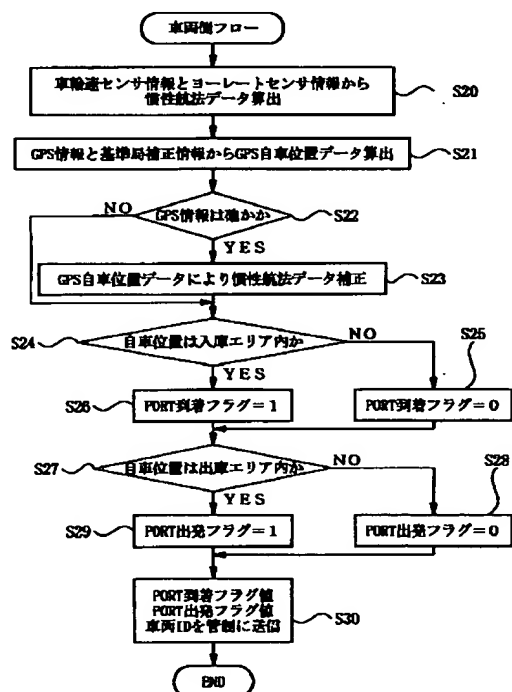 車両側フロー
車輪速センサ情報とヨーレートセンサ情報から
慣性航法データ算出
S20
GPS情報と基準局補正情報からGPS自車位置データ算出
S21
NO
GPS情報は確かか
S22
YES
GPS自車位置データにより慣性航法データ補正
S23
S24
自車位置は入庫エリア内か
NO
S25
YES
S26
PORT到着フラグ=1
PORT到着フラグ=0
S27
自車位置は出庫エリア内か
NO
S28
YES
S29
PORT出発フラグ=1
PORT出発フラグ=0
PORT到着フラグ値
PORT出発フラグ値
車両IDを管制に送信
S30
END